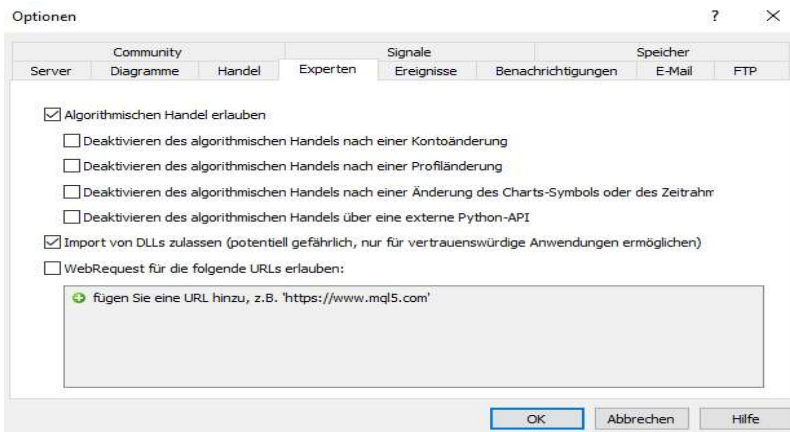 Optionen ? ✕
Community Signale Speicher
Server Diagramme Handel Experten Ereignisse Benachrichtigungen E-Mail FTP
Algorithmischen Handel erlauben
Deaktivieren des algorithmischen Handels nach einer Kontoänderung
Deaktivieren des algorithmischen Handels nach einer Profiländerung
Deaktivieren des algorithmischen Handels nach einer Änderung des Charts-Symbols oder des Zeitrahm
Deaktivieren des algorithmischen Handels über eine externe Python-API
Import von DLLs zulassen (potentiell gefährlich, nur für vertrauenswürdige Anwendungen ermöglichen)
WebRequest für die folgende URLs erlauben:
fügen Sie eine URL hinzu, z.B. 'https://www.mql5.com'
OK Abbrechen Hilfe